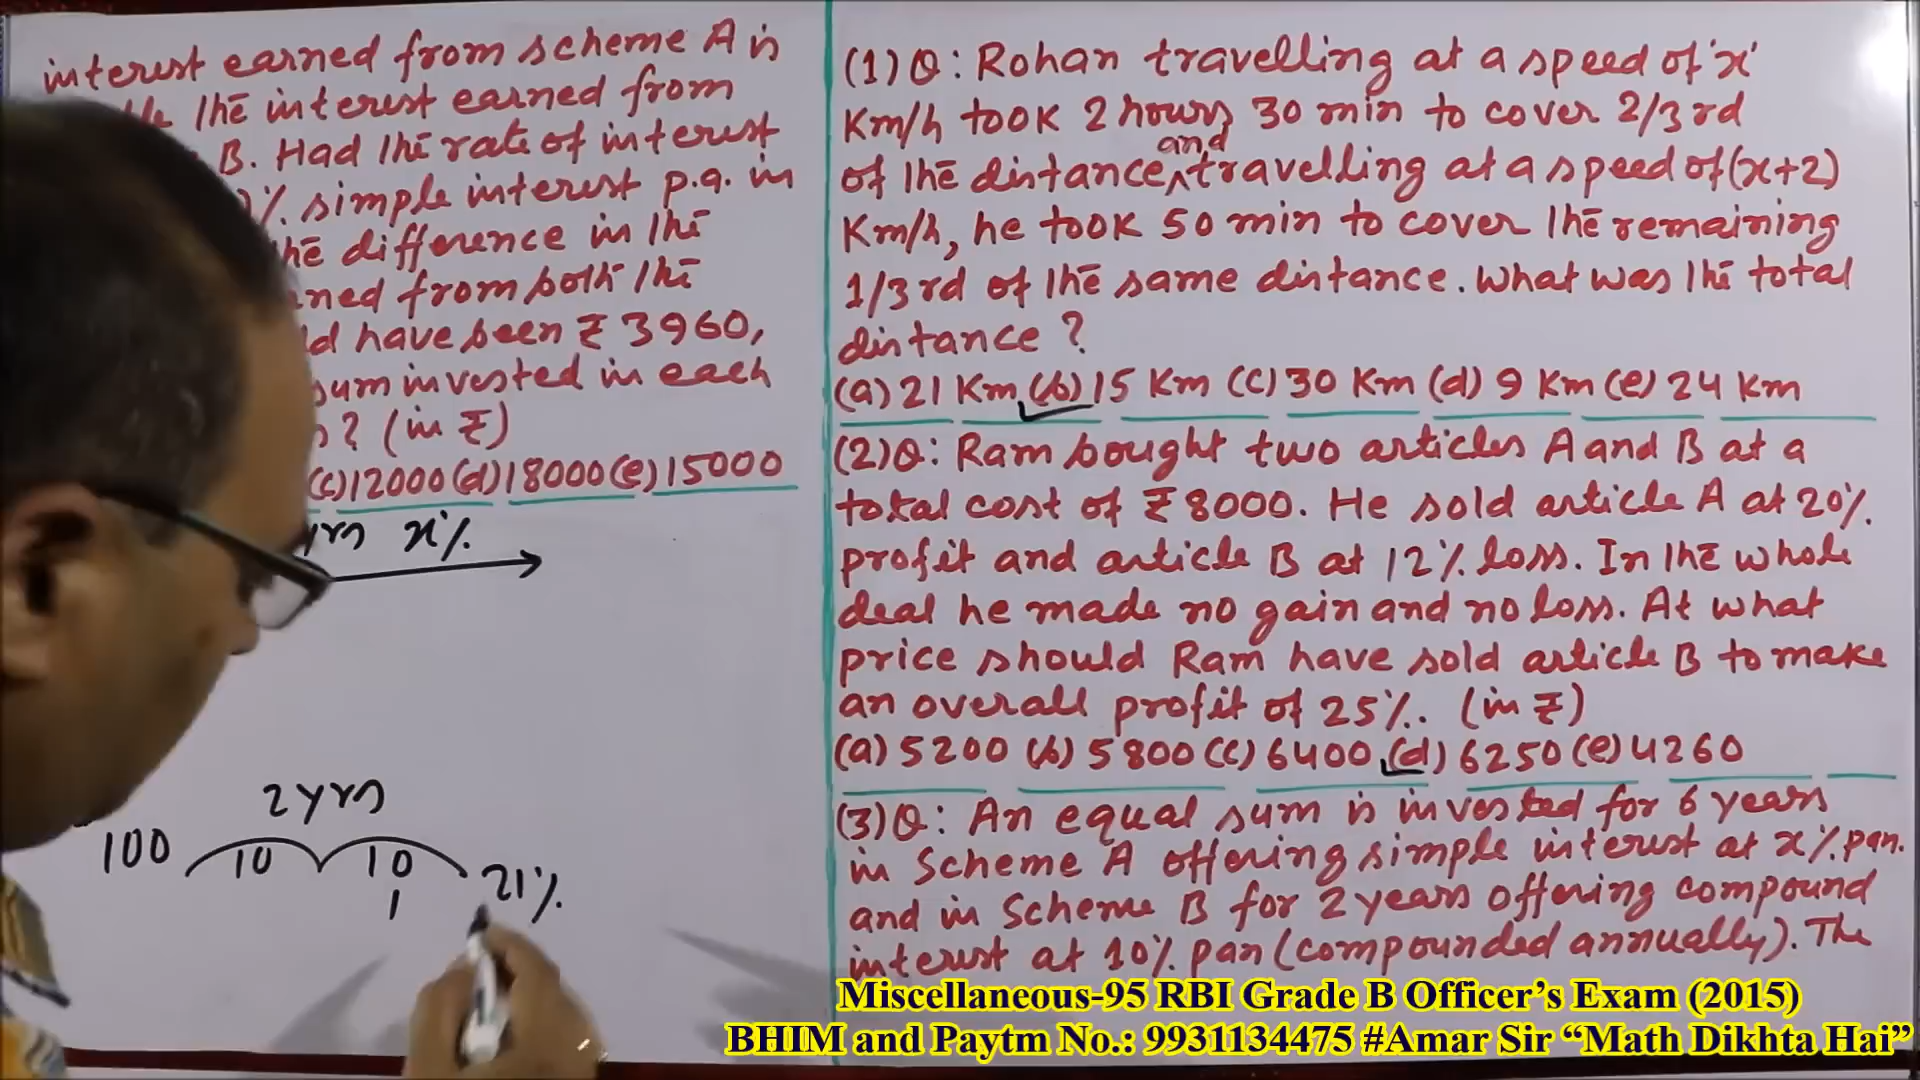 interest earned from scheme A is
the interest earned from
B. Had the rate of interest
% simple interest p.a. in
the difference in the
from both the
have been ₹ 3960,
sum invested in each
? (in ₹)
(c) 12000 (d) 18000 (e) 15000
yrs x%
2 yrs
100 10 10 21%
1
(1) Q: Rohan travelling at a speed of 'x'
Km/h took 2 hours 30 min to cover 2/3 rd
and
of the distance ^ travelling at a speed of (x+2)
Km/h, he took 50 min to cover the remaining
1/3 rd of the same distance. What was the total
distance ?
(a) 21 Km (b) 15 Km (c) 30 Km (d) 9 Km (e) 24 Km
(2) Q: Ram bought two articles A and B at a
total cost of ₹ 8000. He sold article A at 20%
profit and article B at 12% loss. In the whole
deal he made no gain and no loss. At what
price should Ram have sold article B to make
an overall profit of 25%. (in ₹)
(a) 5200 (b) 5800 (c) 6400 (d) 6250 (e) 4260
(3) Q: An equal sum is invested for 6 years
in Scheme A offering simple interest at x% pan.
and in Scheme B for 2 years offering compound
interest at 10% pan (compounded annually). The
Miscellaneous-95 RBI Grade B Officer's Exam (2015)
BHIM and Paytm No.: 9931134475 #Amar Sir "Math Dikhta Hai"